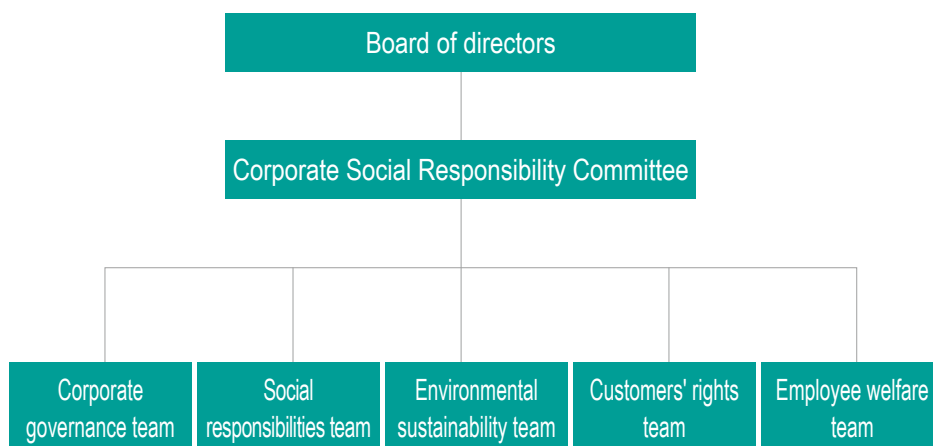 Board of directors
Corporate Social Responsibility Committee
Corporate
governance team
Social
responsibilities team
Environmental
sustainability team
Customers' rights
team
Employee welfare
team